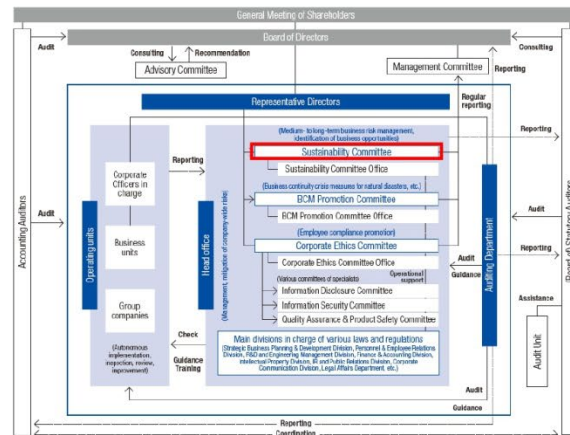 General Meeting of Shareholders
Board of Directors
Audit
Consulting
Recommendation
Consulting
Advisory Committee
Management Committee
Reporting
Representative Directors
Regular
reporting
(Medium- to long-term business risk management,
identification of business opportunities)
Reporting
Sustainability Committee
Sustainability Committee Office
Corporate
Officers in
charge
Reporting
(Business continuity crisis measures for natural disasters, etc.)
BCM Promotion Committee
BCM Promotion Committee Office
Accounting Auditors
Audit
Operating units
Business
units
Head office
(Management, mitigation of company-wide risks)
(Employee compliance promotion)
Corporate Ethics Committee
Corporate Ethics Committee Office
Auditing Department
Audit
Reporting
Board of Statutory Auditors
Audit
Guidance
(Various committees of specialists)
Operational
support
Information Disclosure Committee
Information Security Committee
Quality Assurance & Product Safety Committee
Group
companies
Assistance
Audit Unit
Check
Guidance
Training
(Autonomous
implementation,
inspection, review,
improvement)
Main divisions in charge of various laws and regulations
(Strategic Business Planning & Development Division, Personnel & Employee Relations
Division, R&D and Engineering Management Division, Finance & Accounting Division,
Intellectual Property Division, IR and Public Relations Division, Corporate
Communication Division, Legal Affairs Department, etc.)
Audit
Guidance
Reporting
Coordination